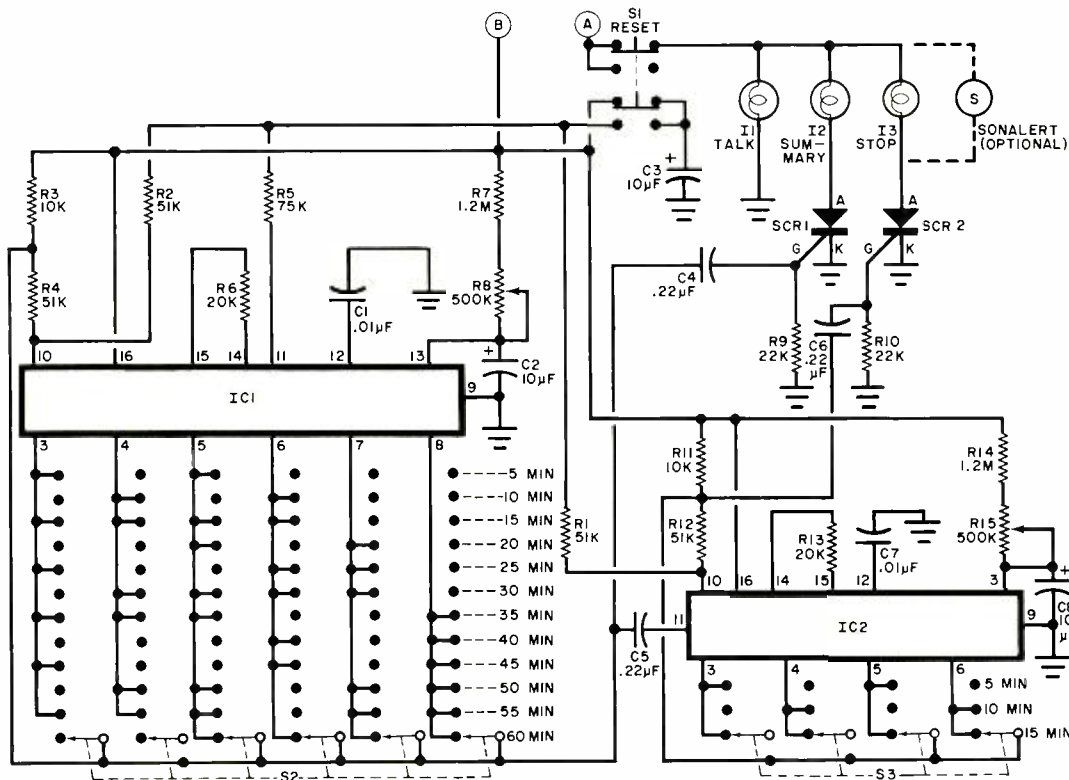 B
A
S1
RESET
I1
TALK
I2
SUM-
MARY
I3
STOP
S
SONALERT
(OPTIONAL)
R3
10K
R2
51K
R5
75K
R7
1.2M
C3
10µF
+
A
SCR1
G
K
A
SCR2
G
K
R4
51K
R6
20K
C1
.01µF
R8
500K
C4
.22µF
R9
22K
C6
.22
µF
R10
22K
10
16
15
14
11
12
13
+
C2
10µF
IC1
9
3
4
5
6
7
8
5 MIN
10 MIN
15 MIN
20 MIN
25 MIN
30 MIN
35 MIN
40 MIN
45 MIN
50 MIN
55 MIN
60 MIN
S2
R1
51K
R11
10K
R12
51K
R14
1.2M
R13
20K
C7
.01µF
R15
500K
10
16
14
15
12
3
+
C8
10
µ
11
IC2
9
C5
.22µF
3
4
5
6
5 MIN
10 MIN
15 MIN
S3